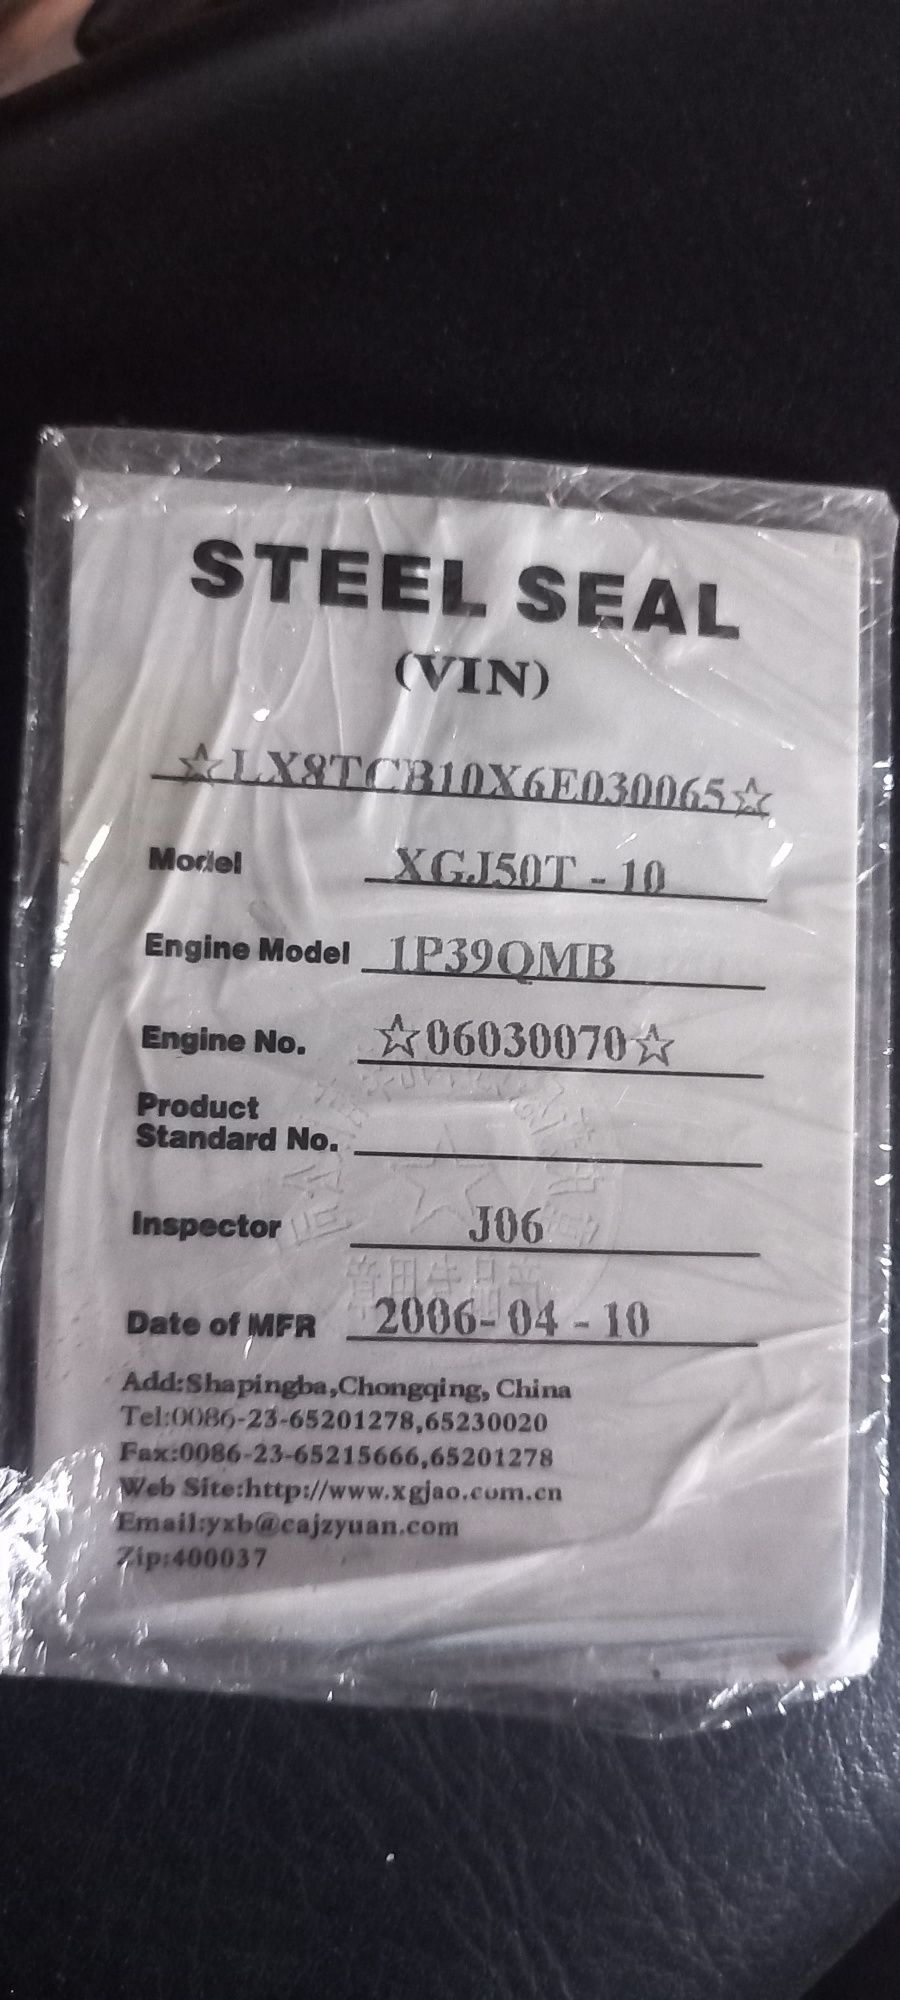 STEEL SEAL
(VIN)
☆LX8TCB10X6E030065☆
Model XGJ50T - 10
Engine Model 1P39QMB
Engine No. ☆06030070☆
Product
Standard No.
Inspector J06
Date of MFR 2006- 04 - 10
Add:Shapingba,Chongqing, China
Tel:0086-23-65201278,65230020
Fax:0086-23-65215666,65201278
Web Site:http://www.xgjao.com.cn
Email:yxb@cajzyuan.com
Zip:400037